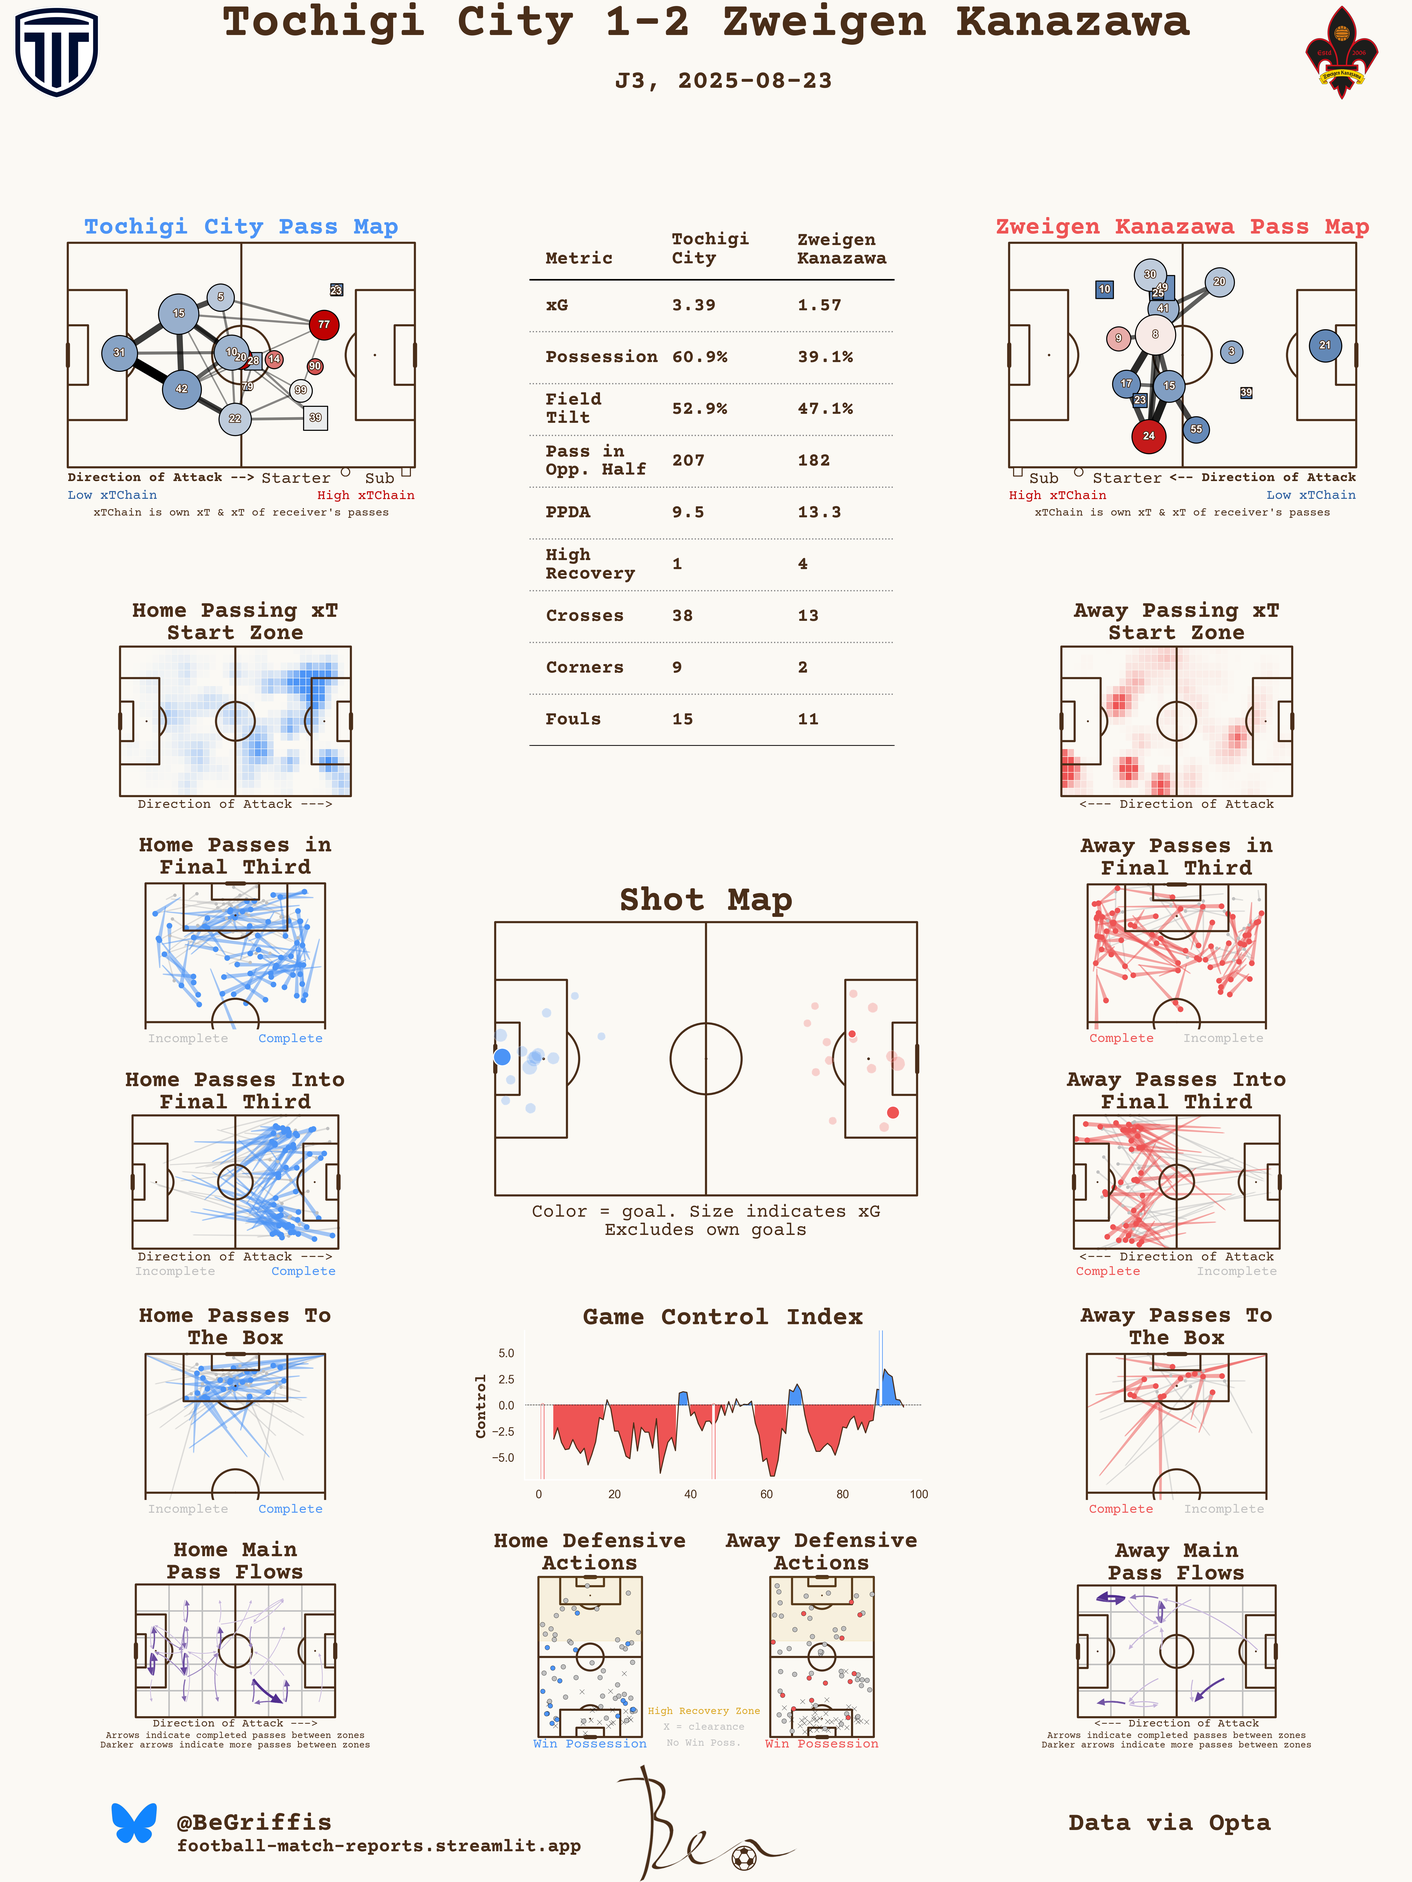 Tochigi City 1-2 Zweigen Kanazawa
J3, 2025-08-23
Estd 2006
Zweigen Kanazawa
Tochigi City Pass Map
5
23
15
77
31
10
20
28
14
90
42
79
99
22
39
Direction of Attack --> Starter Sub
Low xTChain High xTChain
xTChain is own xT & xT of receiver's passes
Metric Tochigi City Zweigen Kanazawa
xG 3.39 1.57
Possession 60.9% 39.1%
Field Tilt 52.9% 47.1%
Pass in Opp. Half 207 182
PPDA 9.5 13.3
High Recovery 1 4
Crosses 38 13
Corners 9 2
Fouls 15 11
Zweigen Kanazawa Pass Map
30
20
10
49
25
41
9
8
3
21
17
15
23
39
24
55
Sub Starter <-- Direction of Attack
High xTChain Low xTChain
xTChain is own xT & xT of receiver's passes
Home Passing xT
Start Zone
Direction of Attack --->
Away Passing xT
Start Zone
<--- Direction of Attack
Home Passes in
Final Third
Incomplete Complete
Shot Map
Color = goal. Size indicates xG
Excludes own goals
Away Passes in
Final Third
Complete Incomplete
Home Passes Into
Final Third
Direction of Attack --->
Incomplete Complete
Away Passes Into
Final Third
<--- Direction of Attack
Complete Incomplete
Home Passes To
The Box
Incomplete Complete
Game Control Index
Control
5.0
2.5
0.0
−2.5
−5.0
0 20 40 60 80 100
Away Passes To
The Box
Complete Incomplete
Home Main
Pass Flows
Direction of Attack --->
Arrows indicate completed passes between zones
Darker arrows indicate more passes between zones
Home Defensive
Actions
Win Possession
High Recovery Zone
X = clearance
No Win Poss.
Away Defensive
Actions
Win Possession
Away Main
Pass Flows
<--- Direction of Attack
Arrows indicate completed passes between zones
Darker arrows indicate more passes between zones
@BeGriffis
football-match-reports.streamlit.app
Ben
Data via Opta